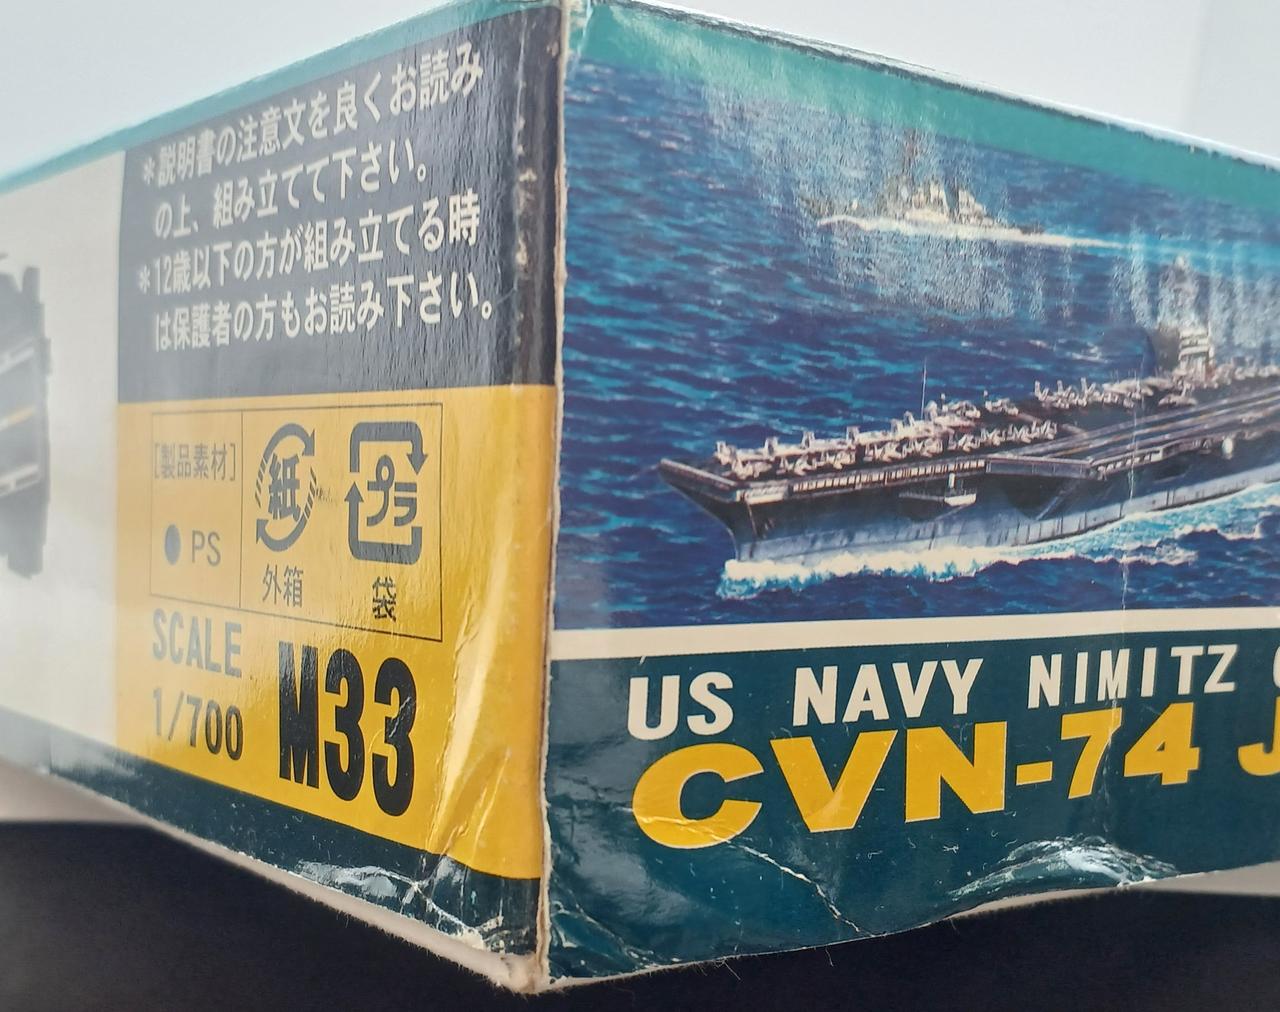 ＊説明書の注意文を良くお読み
の上、組み立てて下さい。
＊12歳以下の方が組み立てる時
は保護者の方もお読み下さい。
[製品素材]
● PS
紙
外箱
プラ
袋
SCALE
1/700
M33
US NAVY NIMITZ
CVN-74 J